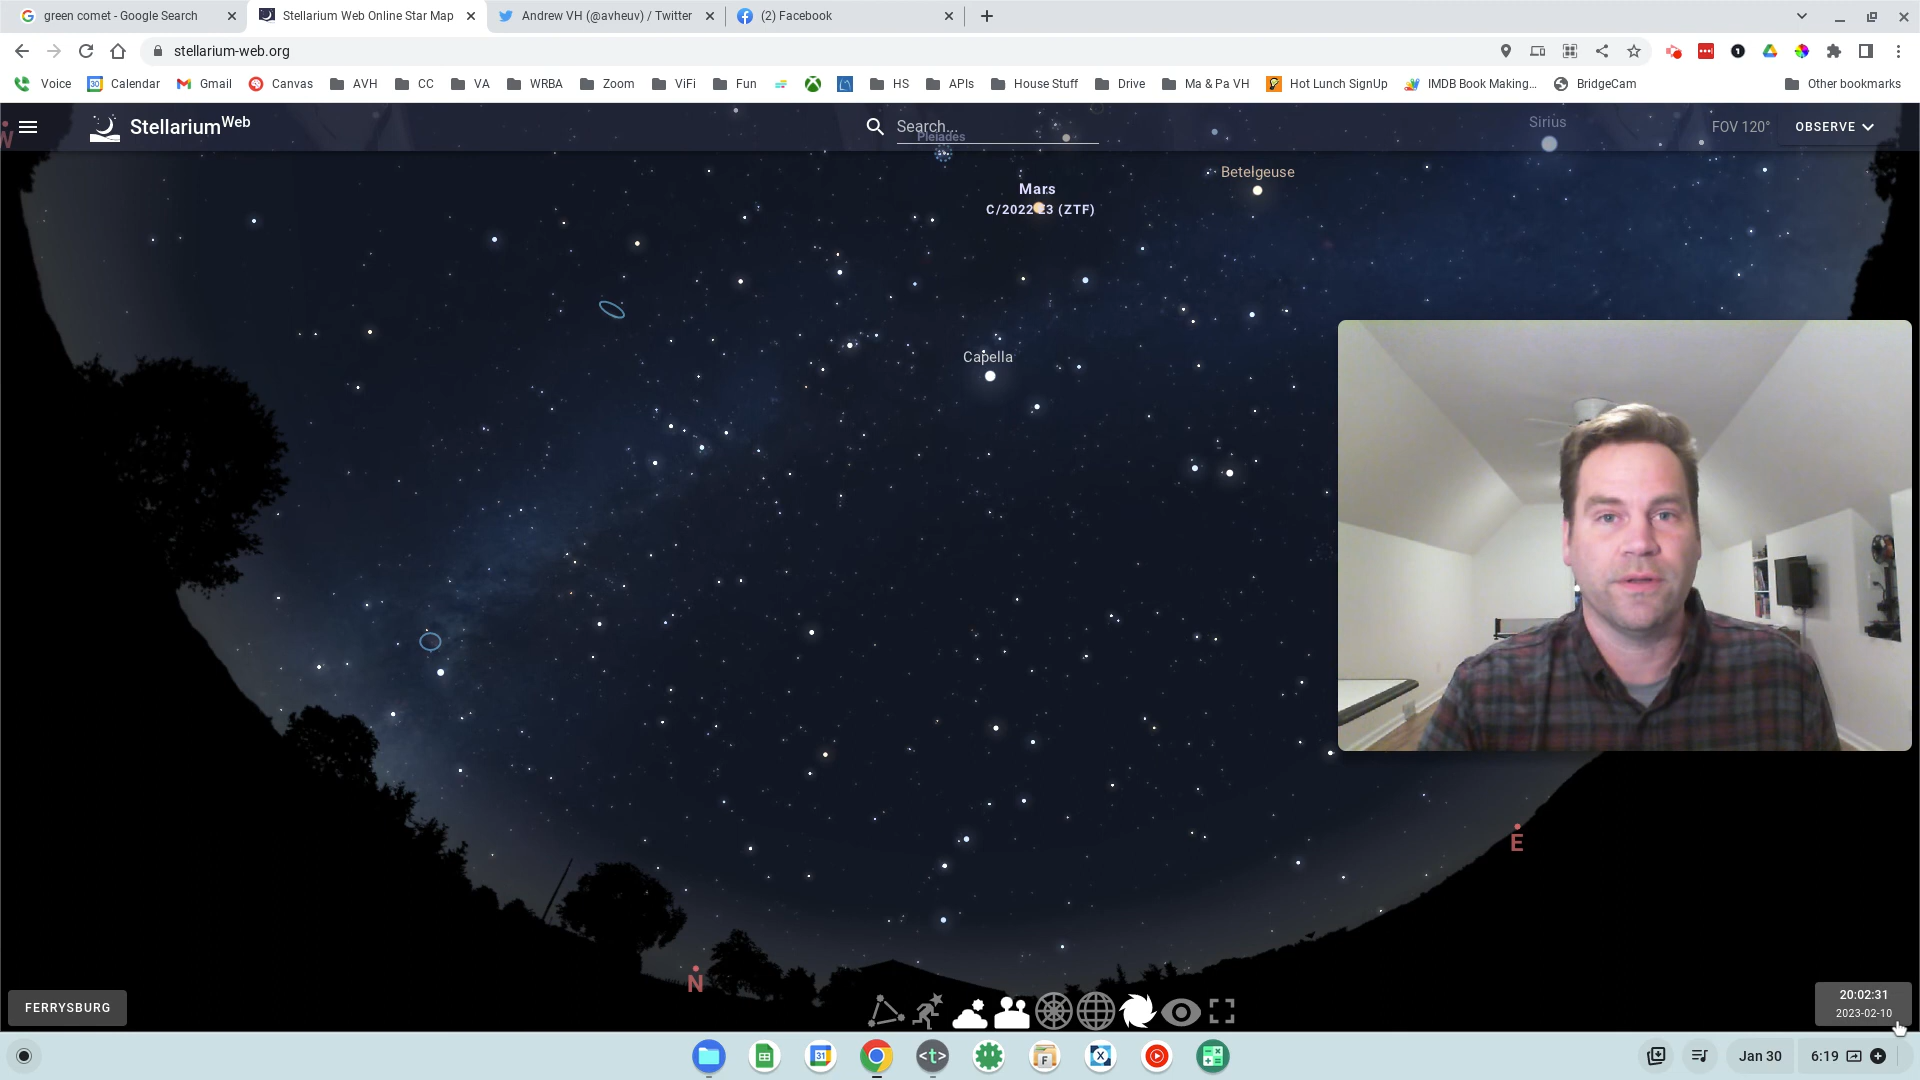 green comet - Google Search
Stellarium Web Online Star Map
Andrew VH (@avheuv) / Twitter
(2) Facebook
stellarium-web.org
Voice
30
Calendar
Gmail
Canvas
AVH
CC
VA
WRBA
Zoom
ViFi
Fun
HS
APIs
House Stuff
Drive
Ma & Pa VH
Hot Lunch SignUp
IMDB Book Making...
BridgeCam
Other bookmarks
StellariumWeb
Search...
Pleiades
Sirius
FOV 120°
OBSERVE
W
Betelgeuse
Mars
C/2022 E3 (ZTF)
Capella
E
N
FERRYSBURG
20:02:31
2023-02-10
31
<t>
F
X
Jan 30
6:19